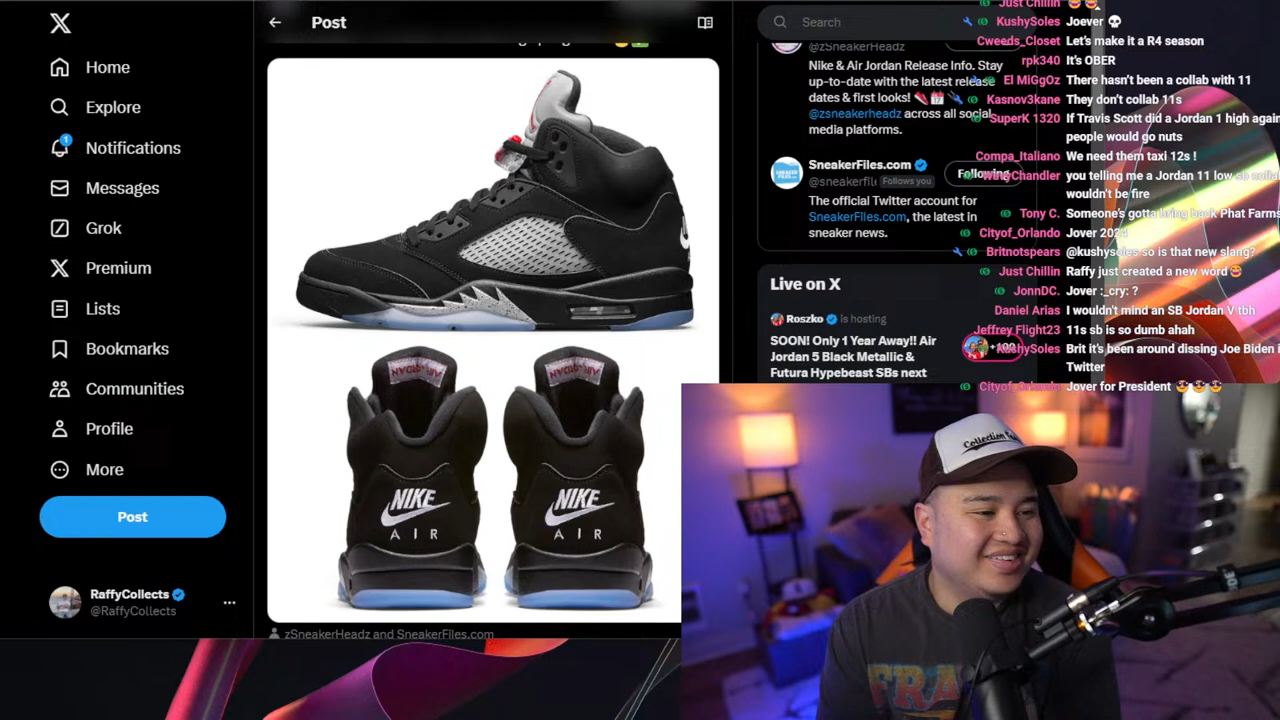 Post
Home
Explore
1
Notifications
Messages
Grok
Premium
Lists
Bookmarks
Communities
Profile
More
Post
RaffyCollects
@RaffyCollects
NIKE
AIR
NIKE
AIR
zSneakerHeadz and SneakerFiles.com
Search
@zSneakerHeadz
Nike & Air Jordan Release Info. Stay
up-to-date with the latest release
dates & first looks!
@zsneakerheadz across all social
media platforms.
SneakerFiles.com
Follows you
Following
The official Twitter account for
SneakerFiles.com, the latest in
sneaker news.
Live on X
Roszko is hosting
SOON! Only 1 Year Away!! Air
Jordan 5 Black Metallic &
Futura Hypebeast SBs next
Just Chillin
KushySoles Joever
Cweeds_Closet Let's make it a R4 season
rpk340 It's OBER
El MiGgOz There hasn't been a collab with 11
Kasnov3kane They don't collab 11s
SuperK 1320 If Travis Scott did a Jordan 1 high again
people would go nuts
Compa_Italiano We need them taxi 12s !
you telling me a Jordan 11 low sb
wouldn't be fire
Tony C. Someone's gotta bring back Phat Farms
Cityof_Orlando Jover 2024
Britnotspears @kushysoles so is that new slang?
Just Chillin Raffy just created a new word
JonnDC. Jover :_cry: ?
Daniel Arias I wouldn't mind an SB Jordan V tbh
Jeffrey Flight23 11s sb is so dumb ahah
KushySoles Brit it's been around dissing Joe Biden
Twitter
Cityof_Orlando Jover for President